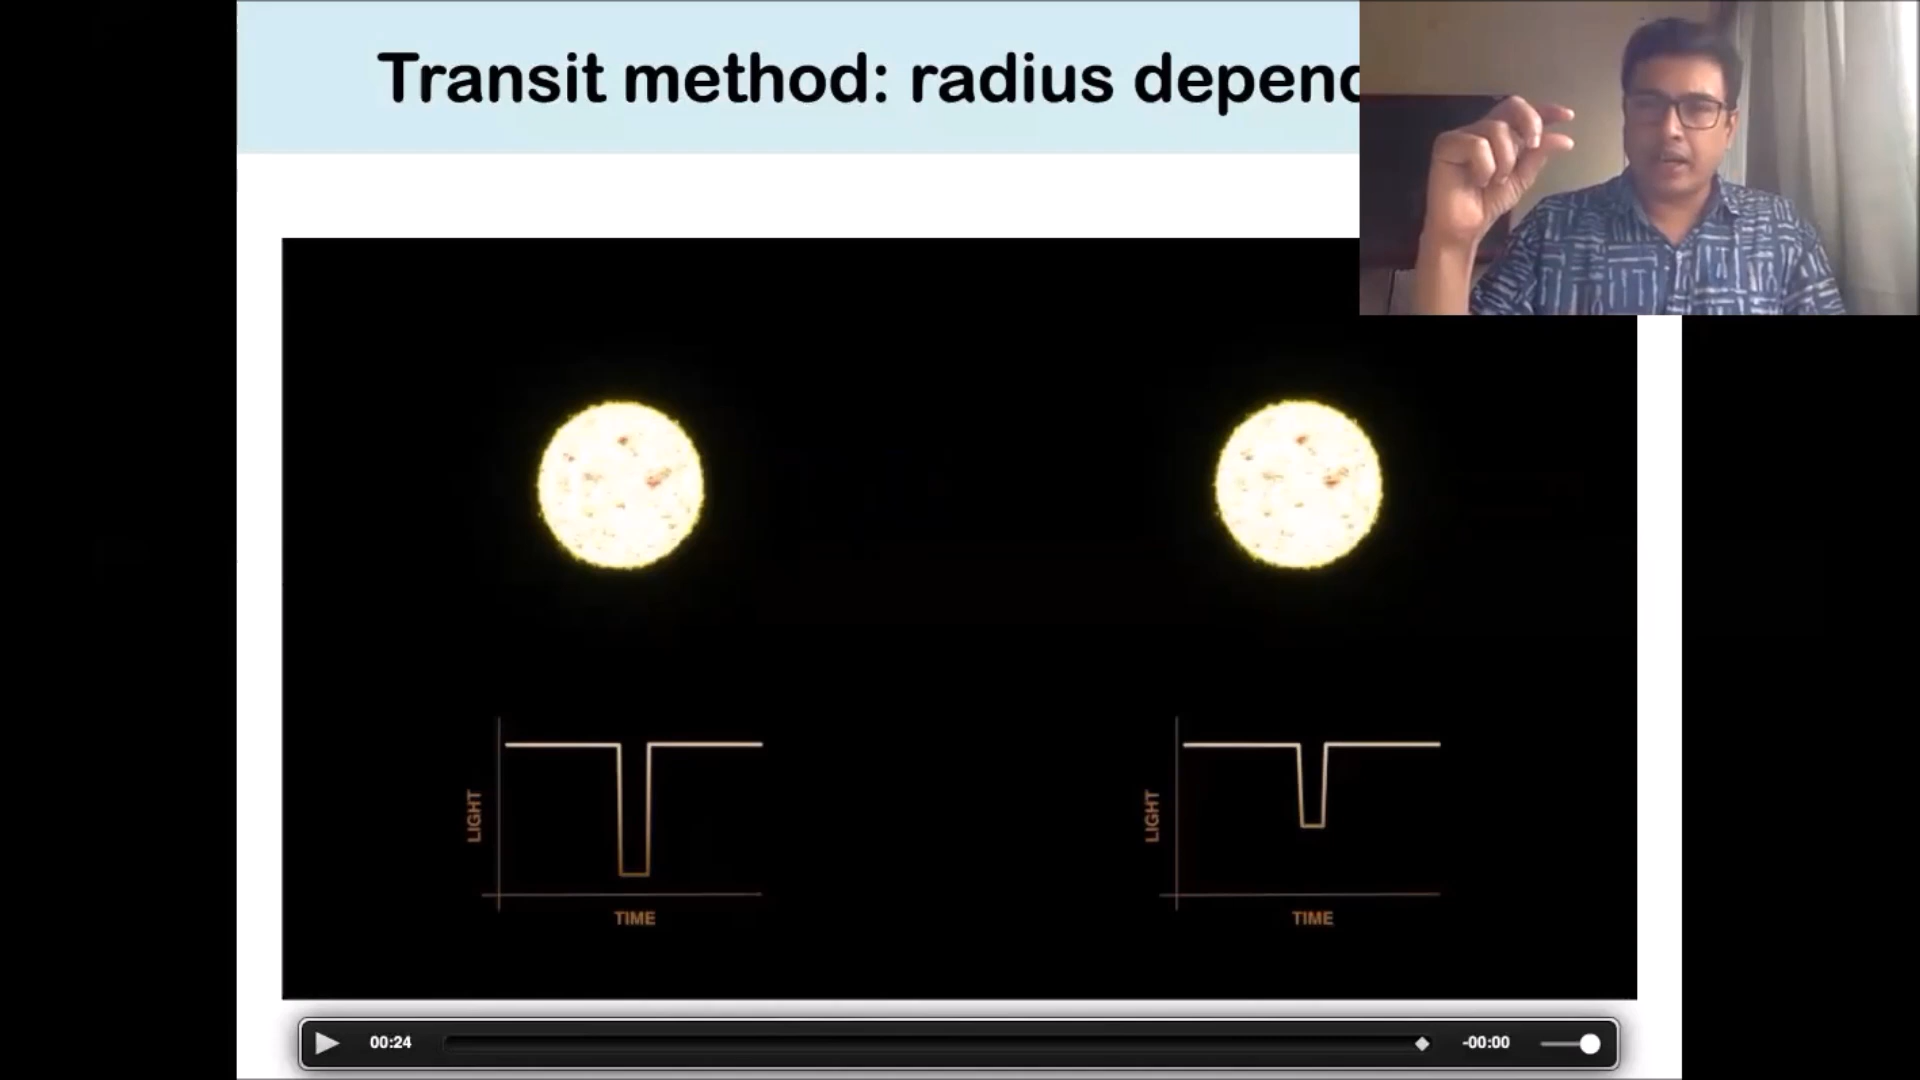 Transit method: radius depend
LIGHT
TIME
LIGHT
TIME
00:24
-00:00